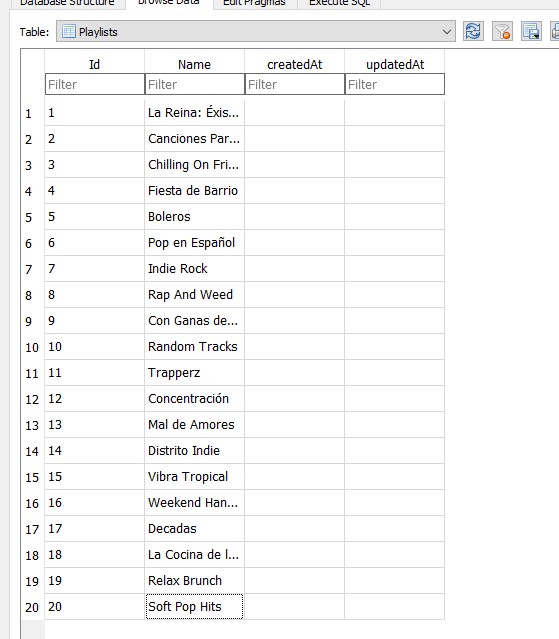 Database Structure Browse Data Edit Pragmas Execute SQL
Table: Playlists
Id Name createdAt updatedAt
Filter Filter Filter Filter
1 1 La Reina: Éxis...
2 2 Canciones Par...
3 3 Chilling On Fri...
4 4 Fiesta de Barrio
5 5 Boleros
6 6 Pop en Español
7 7 Indie Rock
8 8 Rap And Weed
9 9 Con Ganas de...
10 10 Random Tracks
11 11 Trapperz
12 12 Concentración
13 13 Mal de Amores
14 14 Distrito Indie
15 15 Vibra Tropical
16 16 Weekend Han...
17 17 Decadas
18 18 La Cocina de l...
19 19 Relax Brunch
20 20 Soft Pop Hits